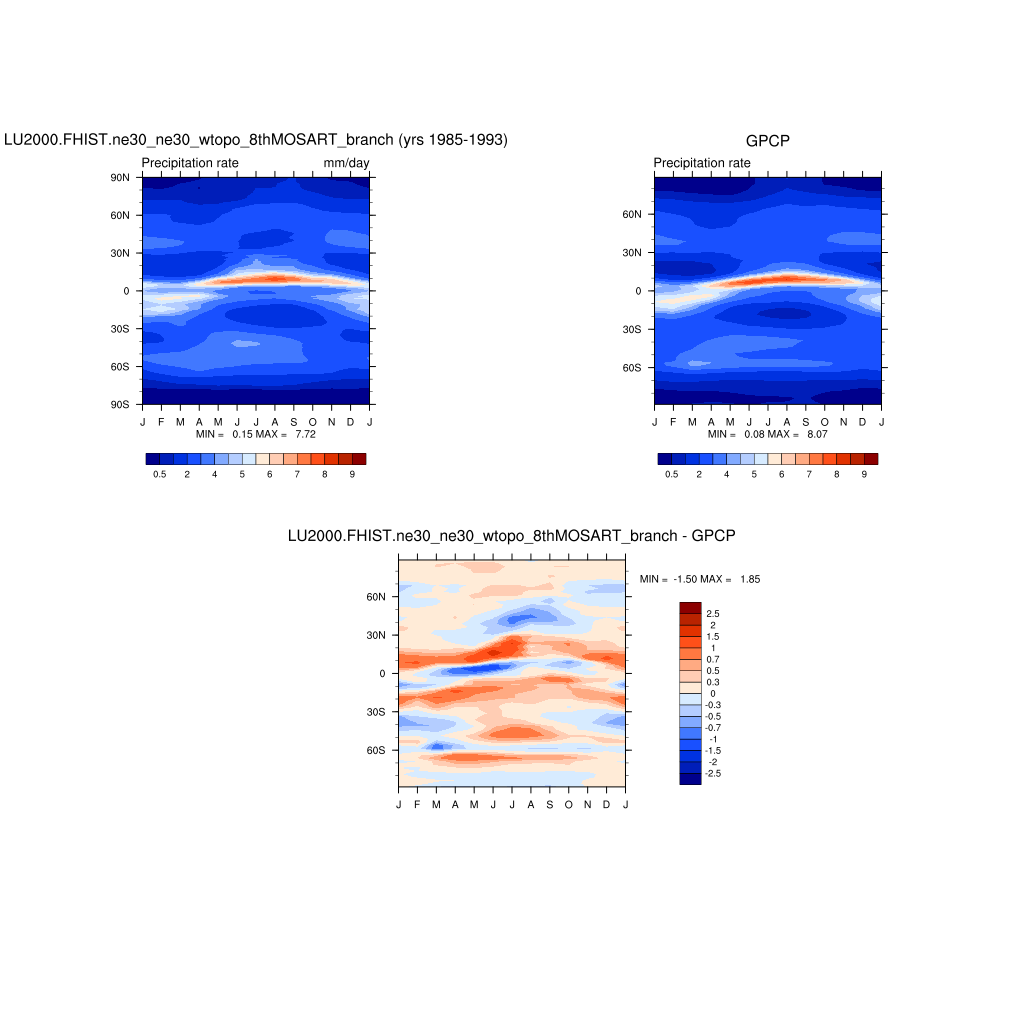 LU2000.FHIST.ne30_ne30_wtopo_8thMOSART_branch (yrs 1985-1993)
Precipitation rate mm/day
90N
60N
30N
0
30S
60S
90S
J F M A M J J A S O N D J
MIN = 0.15 MAX = 7.72
0.5 2 4 5 6 7 8 9
GPCP
Precipitation rate
60N
30N
0
30S
60S
J F M A M J J A S O N D J
MIN = 0.08 MAX = 8.07
0.5 2 4 5 6 7 8 9
LU2000.FHIST.ne30_ne30_wtopo_8thMOSART_branch - GPCP
60N
30N
0
30S
60S
J F M A M J J A S O N D J
MIN = -1.50 MAX = 1.85
2.5
2
1.5
1
0.7
0.5
0.3
0
-0.3
-0.5
-0.7
-1
-1.5
-2
-2.5